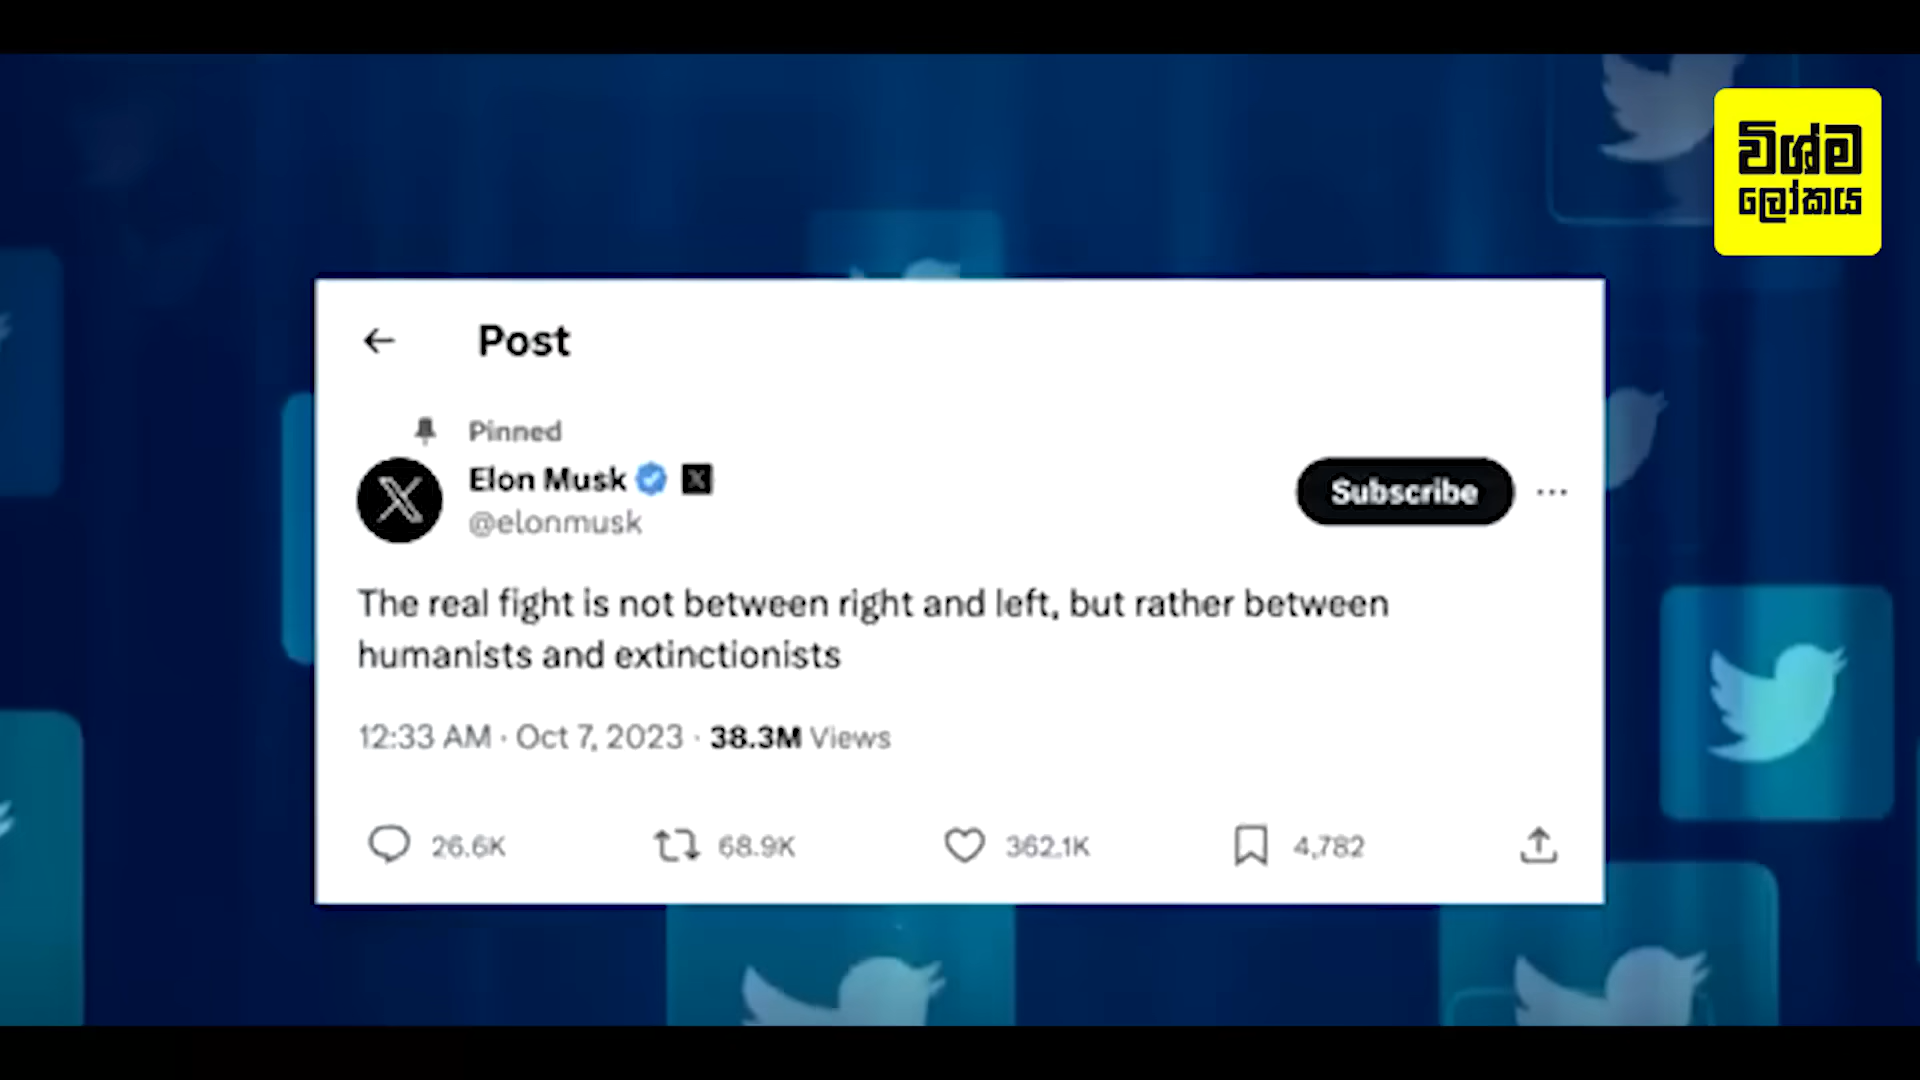 විශ්ම
ලෝකය
Post
Pinned
Elon Musk
@elonmusk
Subscribe
The real fight is not between right and left, but rather between
humanists and extinctionists
12:33 AM · Oct 7, 2023 · 38.3M Views
26.6K 68.9K 362.1K 4,782